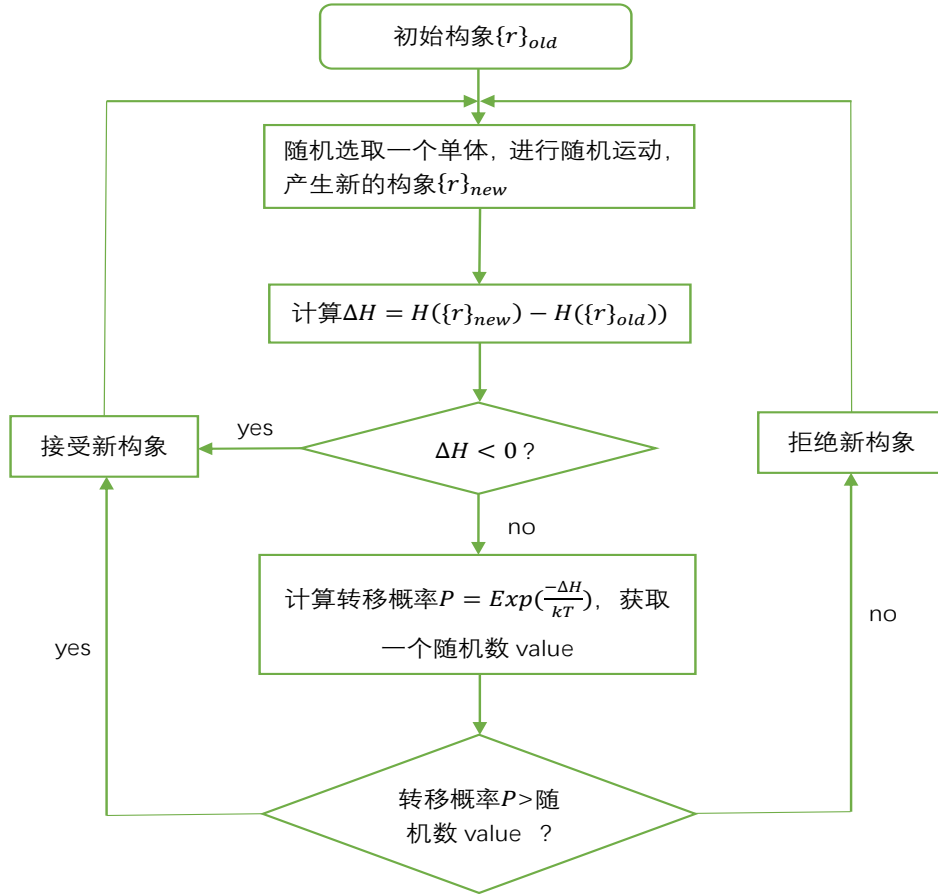 初始构象{r}old
随机选取一个单体，进行随机运动，
产生新的构象{r}new
计算ΔH = H({r}new) − H({r}old))
接受新构象
yes
ΔH < 0？
拒绝新构象
no
计算转移概率P = Exp(−ΔH/kT)，获取
一个随机数 value
yes
no
转移概率P>随
机数 value ？